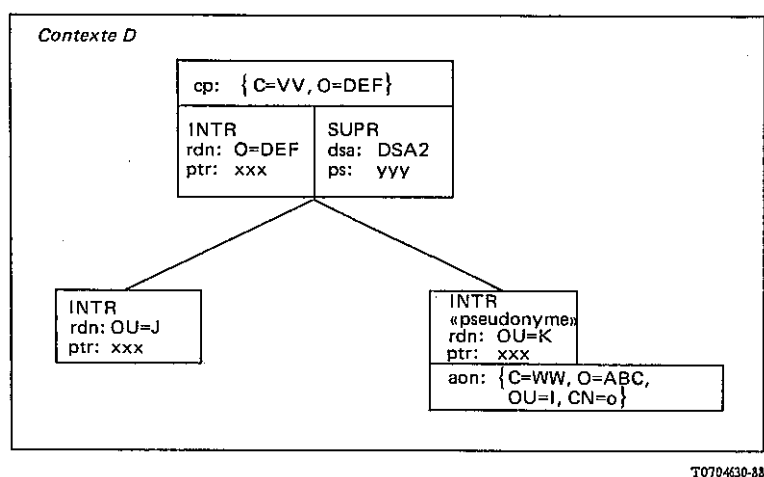 Contexte D
cp: {C=VV, O=DEF}
INTR
rdn: O=DEF
ptr: xxx
SUPR
dsa: DSA2
ps: yyy
INTR
rdn: OU=J
ptr: xxx
INTR
«pseudonyme»
rdn: OU=K
ptr: xxx
aon: {C=WW, O=ABC,
OU=I, CN=o}
T0704630-88